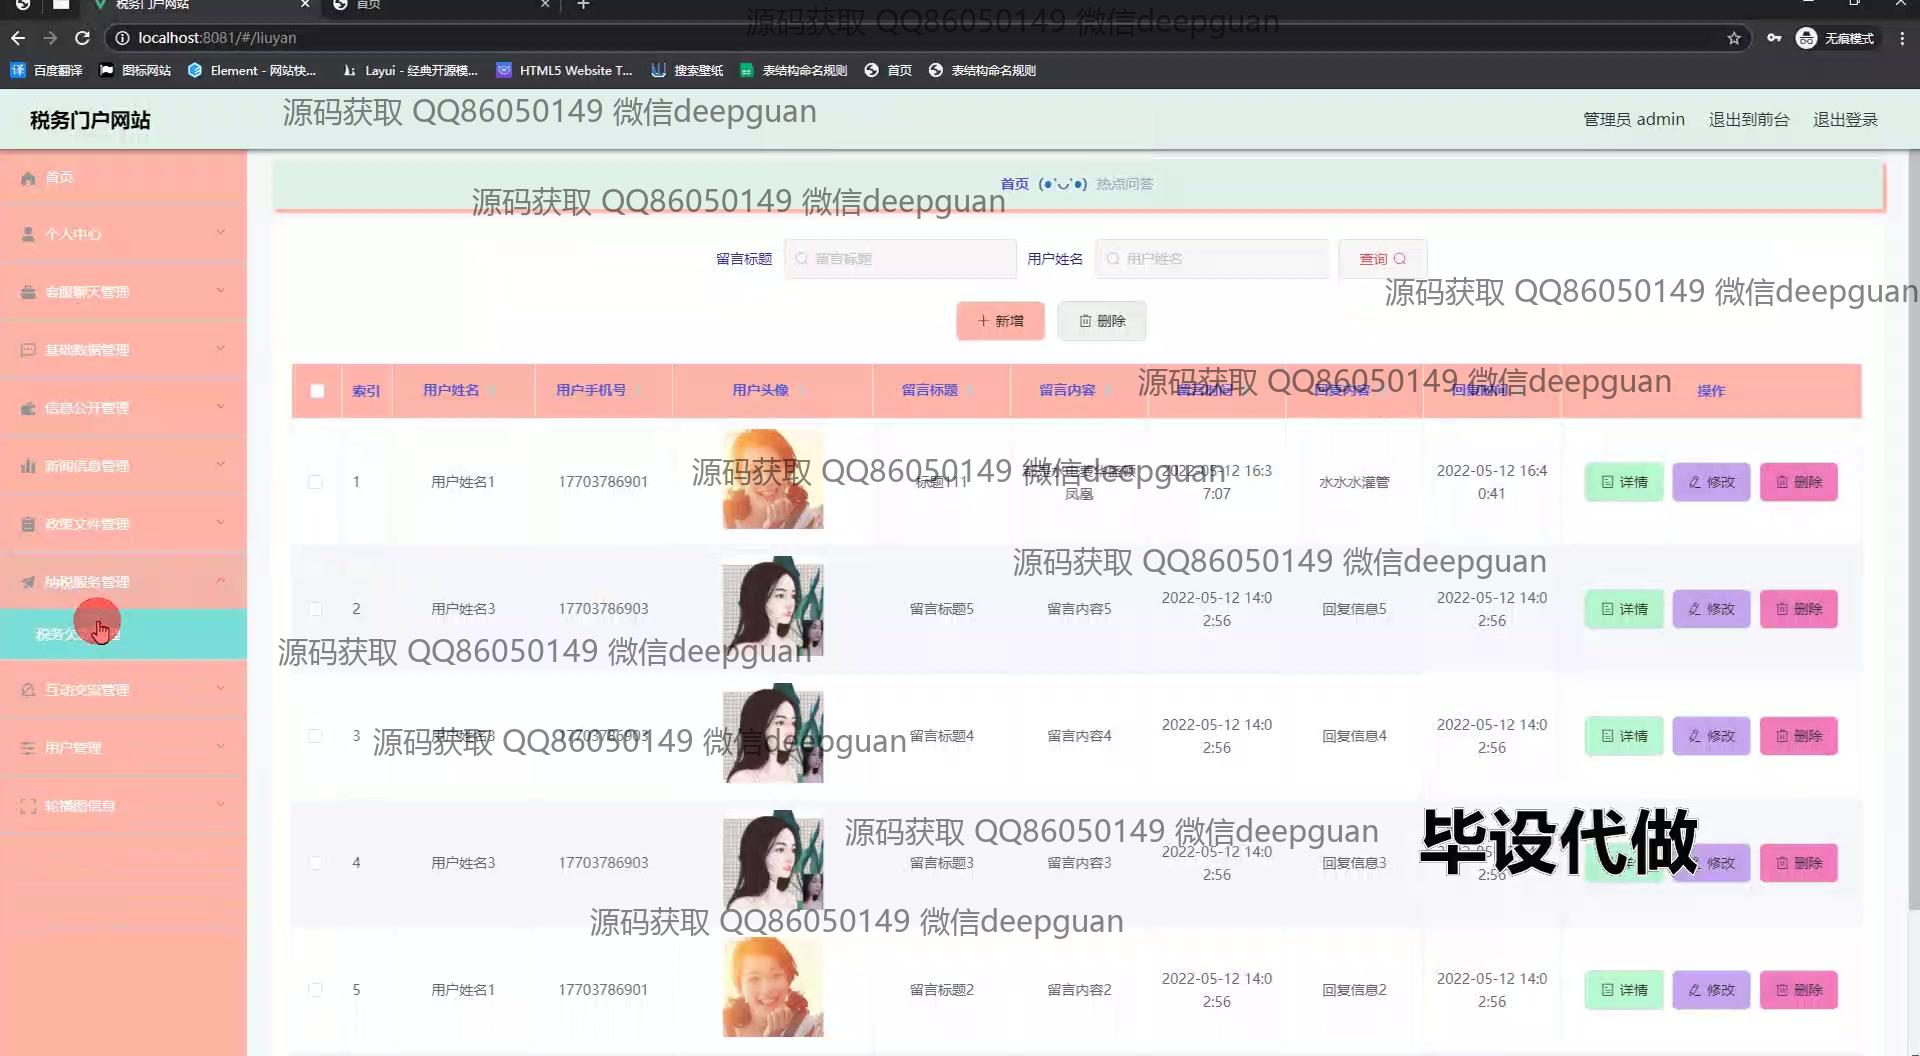 税务门户网站
首页
localhost:8081/#/liuyan
无痕模式
百度翻译
图标网站
Element - 网站快...
Layui - 经典开源模...
HTML5 Website T...
搜索壁纸
表结构命名规则
首页
表结构命名规则
源码获取 QQ86050149 微信deepguan
税务门户网站
源码获取 QQ86050149 微信deepguan
管理员 admin
退出到前台
退出登录
首页
个人中心
客服聊天管理
基础数据管理
信息公开管理
新闻信息管理
政策文件管理
纳税服务管理
互动交流管理
用户管理
轮播图信息
首页 (●'◡'●) 热点问答
源码获取 QQ86050149 微信deepguan
留言标题 留言标题 用户姓名 用户姓名 查询
源码获取 QQ86050149 微信deepguan
新增 删除
索引 用户姓名 用户手机号 用户头像 留言标题 留言内容 留言时间 回复内容 回复时间 操作
源码获取 QQ86050149 微信deepguan
1 用户姓名1 17703786901 标题111 凤凰 2022-05-12 16:3
7:07 水水水灌管 2022-05-12 16:4
0:41 详情 修改 删除
源码获取 QQ86050149 微信deepguan
源码获取 QQ86050149 微信deepguan
2 用户姓名3 17703786903 留言标题5 留言内容5 2022-05-12 14:0
2:56 回复信息5 2022-05-12 14:0
2:56 详情 修改 删除
源码获取 QQ86050149 微信deepguan
3 用户姓名3 17703786903 留言标题4 留言内容4 2022-05-12 14:0
2:56 回复信息4 2022-05-12 14:0
2:56 详情 修改 删除
源码获取 QQ86050149 微信deepguan
源码获取 QQ86050149 微信deepguan
毕设代做
4 用户姓名3 17703786903 留言标题3 留言内容3 2022-05-12 14:0
2:56 回复信息3 2:56 修改 删除
源码获取 QQ86050149 微信deepguan
5 用户姓名1 17703786901 留言标题2 留言内容2 2022-05-12 14:0
2:56 回复信息2 2022-05-12 14:0
2:56 详情 修改 删除